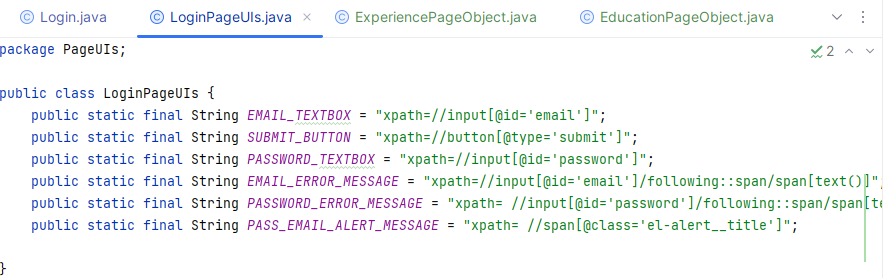 Login.java
LoginPageUIs.java
ExperiencePageObject.java
EducationPageObject.java
package PageUIs;
2
public class LoginPageUIs {
public static final String EMAIL_TEXTBOX = "xpath=//input[@id='email']";
public static final String SUBMIT_BUTTON = "xpath=//button[@type='submit']";
public static final String PASSWORD_TEXTBOX = "xpath=//input[@id='password']";
public static final String EMAIL_ERROR_MESSAGE = "xpath=//input[@id='email']/following::span/span[text()]",
public static final String PASSWORD_ERROR_MESSAGE = "xpath= //input[@id='password']/following::span/span[te
public static final String PASS_EMAIL_ALERT_MESSAGE = "xpath= //span[@class='el-alert__title']";
}